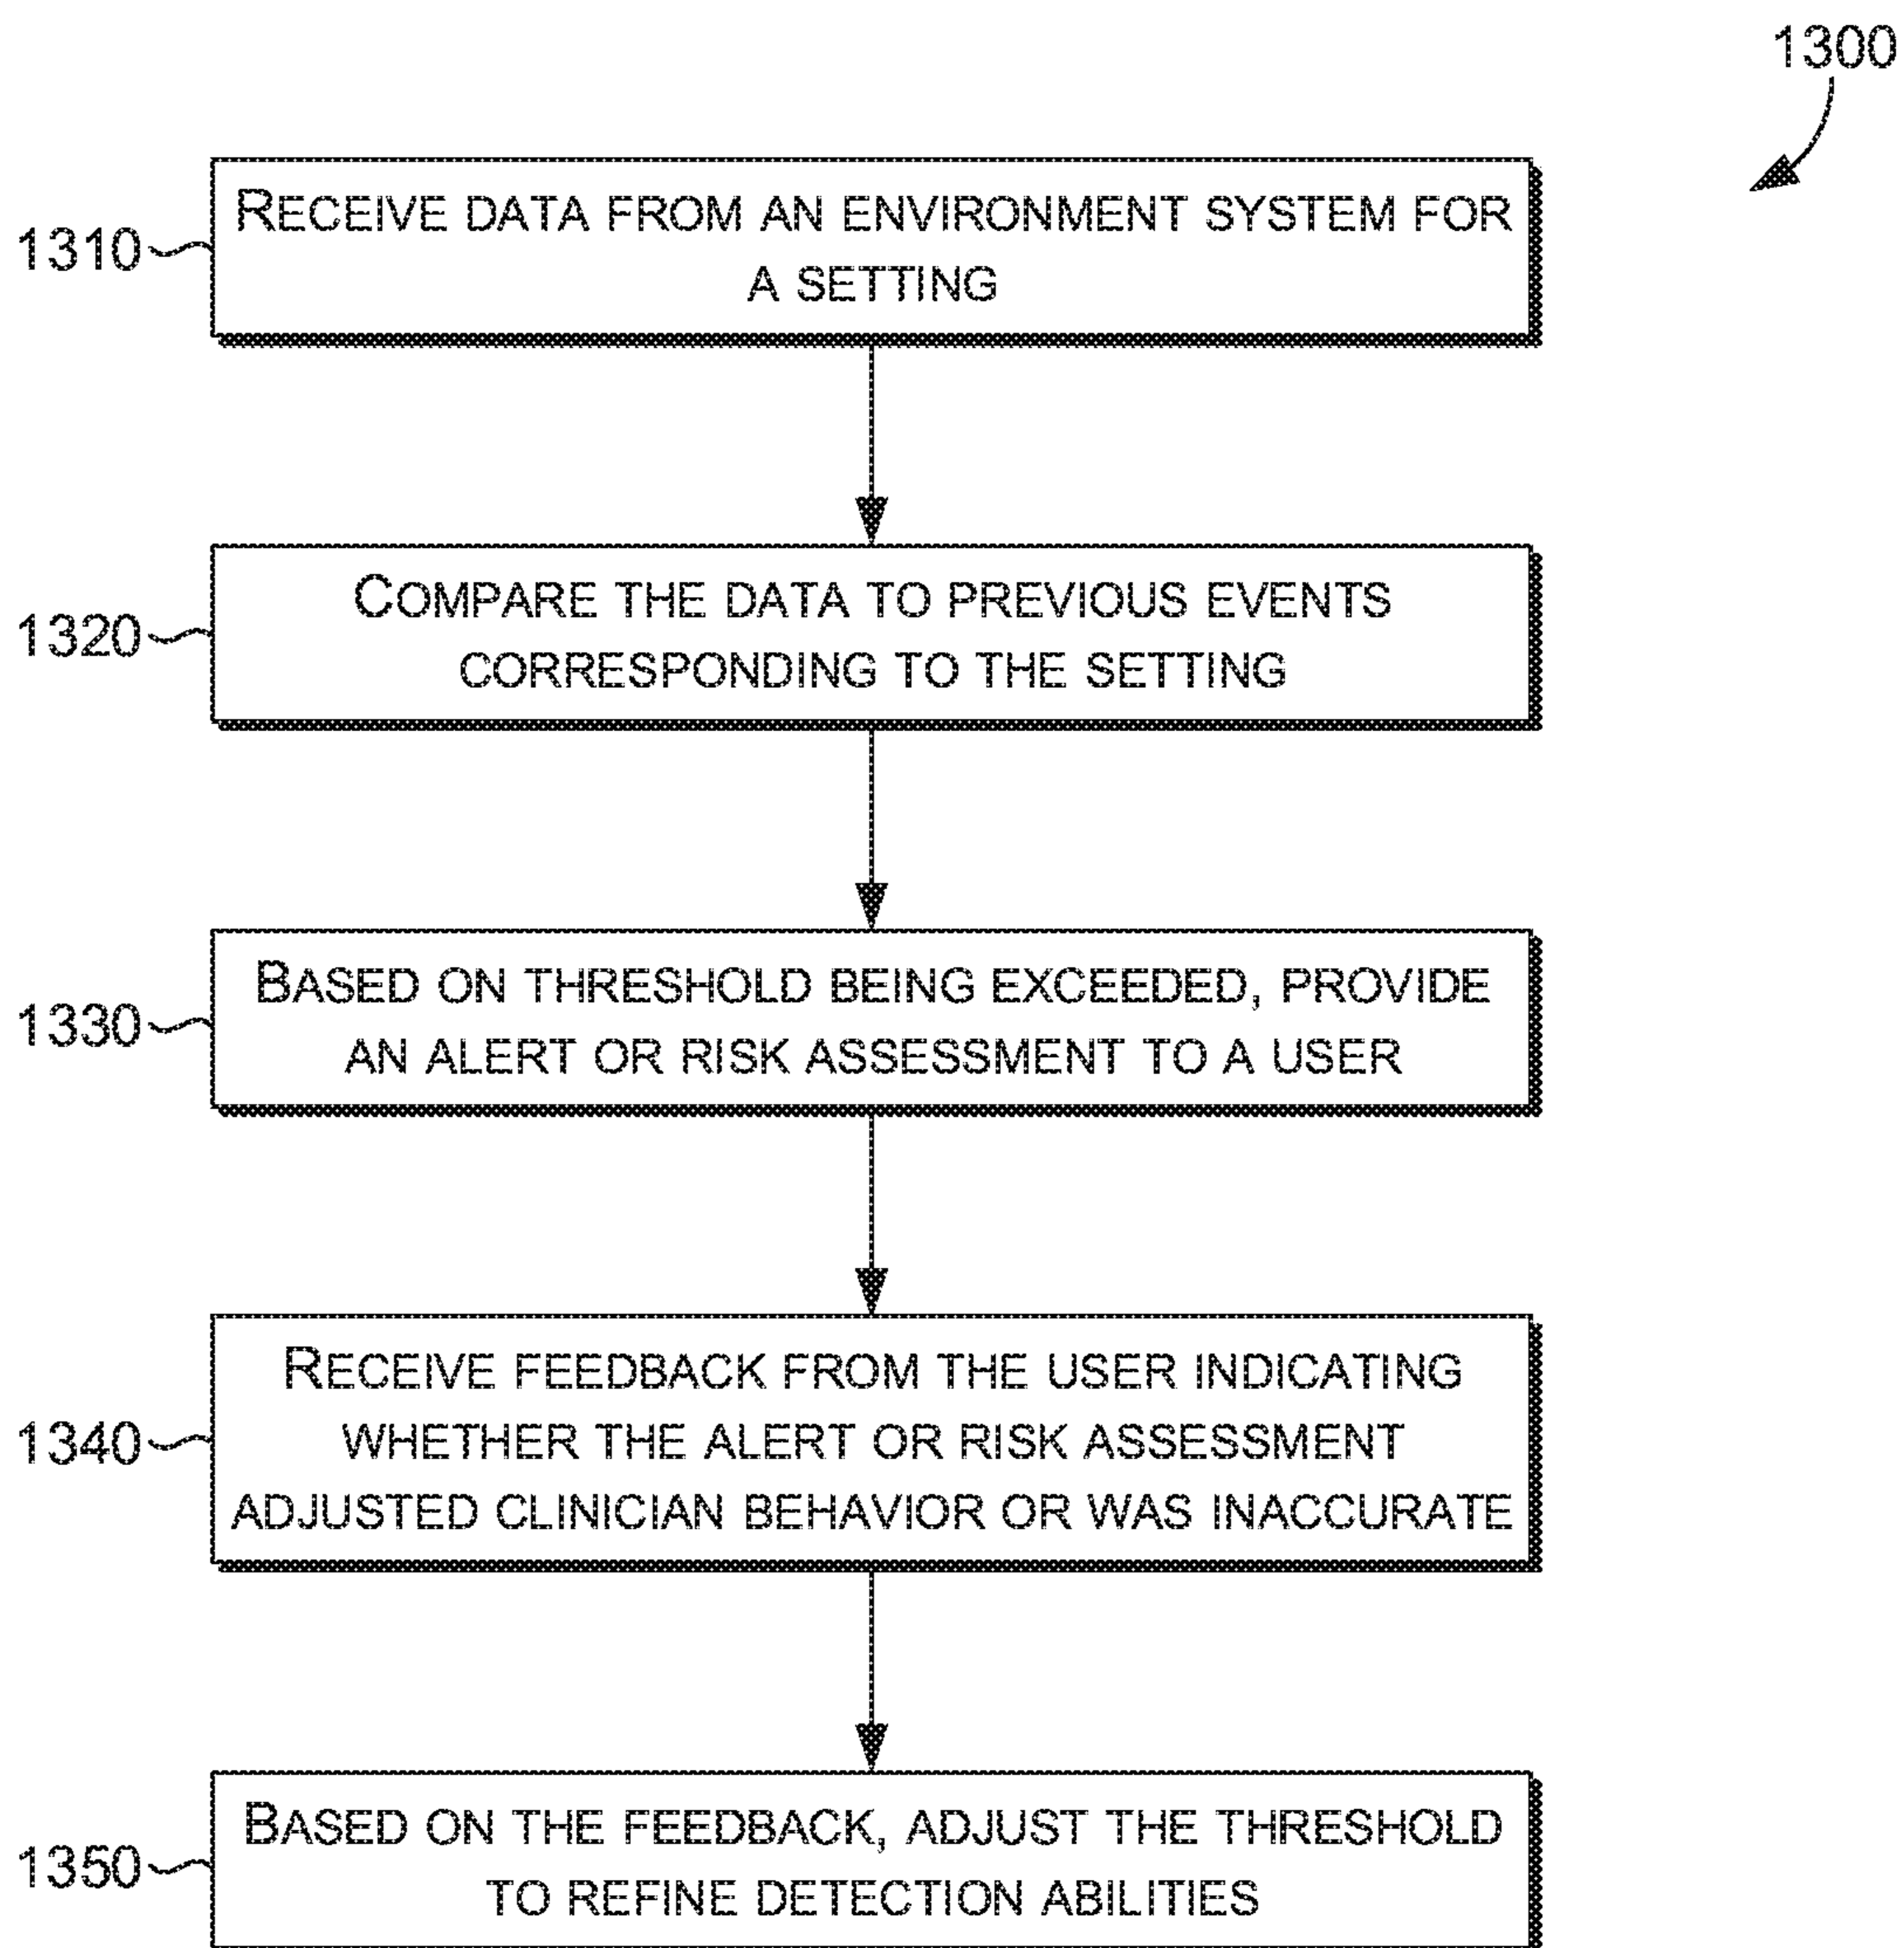 1300
1310
RECEIVE DATA FROM AN ENVIRONMENT SYSTEM FOR
A SETTING
1320
COMPARE THE DATA TO PREVIOUS EVENTS
CORRESPONDING TO THE SETTING
1330
BASED ON THRESHOLD BEING EXCEEDED, PROVIDE
AN ALERT OR RISK ASSESSMENT TO A USER
1340
RECEIVE FEEDBACK FROM THE USER INDICATING
WHETHER THE ALERT OR RISK ASSESSMENT
ADJUSTED CLINICIAN BEHAVIOR OR WAS INACCURATE
1350
BASED ON THE FEEDBACK, ADJUST THE THRESHOLD
TO REFINE DETECTION ABILITIES